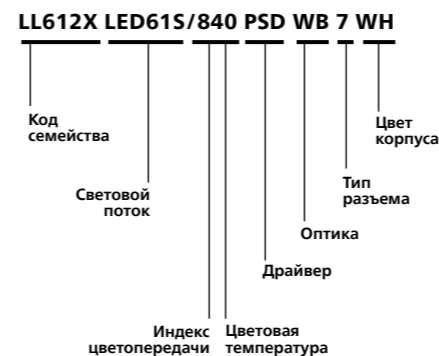 LL612X LED61S/840 PSD WB 7 WH
Код
семейства
Цвет
корпуса
Световой
поток
Тип
разъема
Оптика
Драйвер
Индекс
цветопередачи
Цветовая
температура